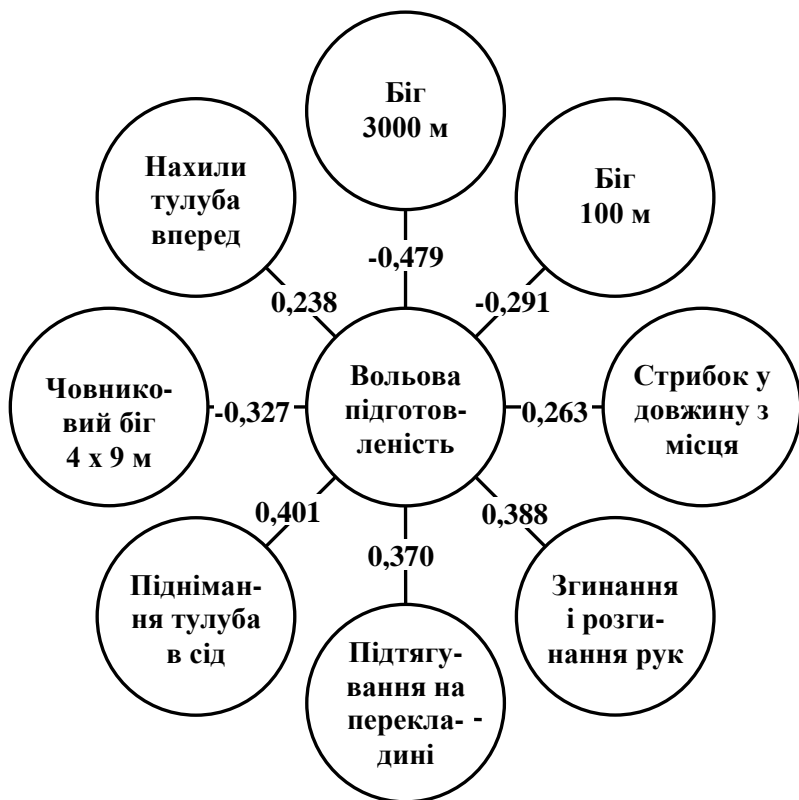 Біг
3000 м
Нахили
тулуба
вперед
Біг
100 м
-0,479
0,238
-0,291
Човнико-
вий біг
4 х 9 м
-0,327
Вольова
підготов-
леність
0,263
Стрибок у
довжину з
місця
0,401
0,388
0,370
Піднiман-
ня тулуба
в сід
Згинання
і розги-
нання рук
Підтягу-
вання на
перекла- -
дині